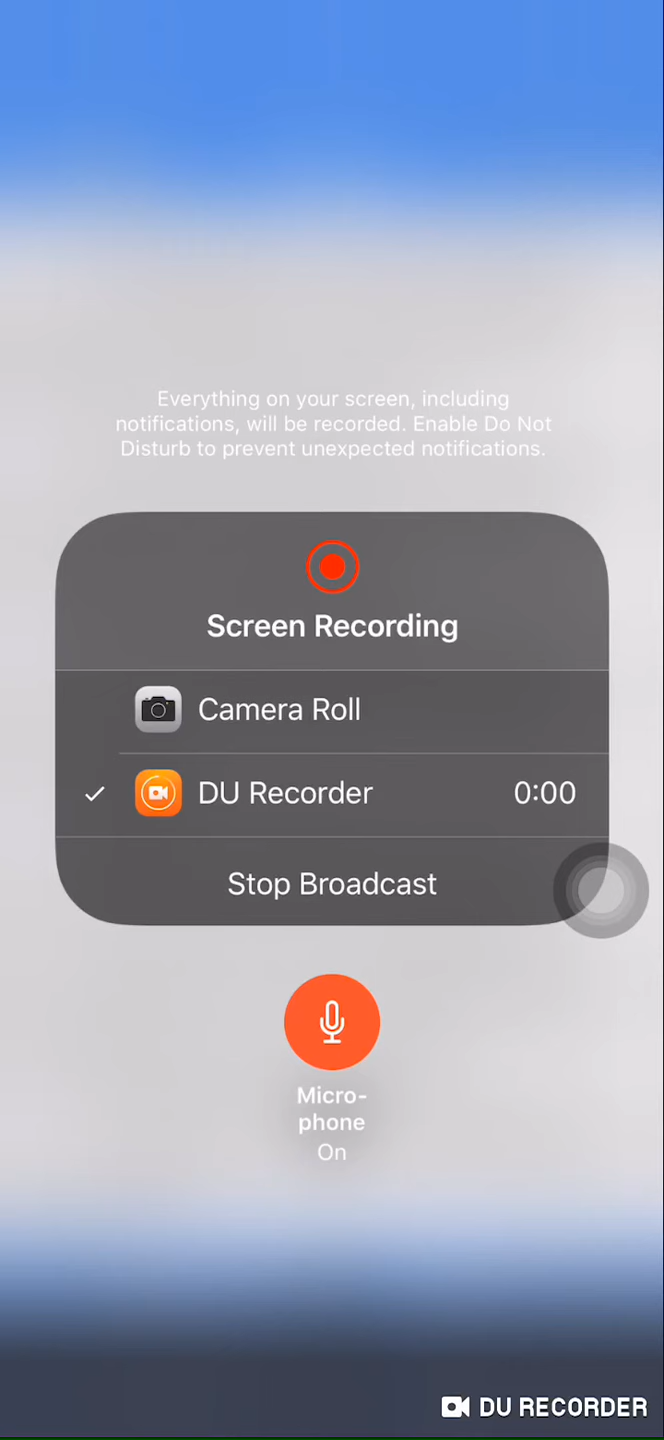 Everything on your screen, including
notifications, will be recorded. Enable Do Not
Disturb to prevent unexpected notifications.
Screen Recording
Camera Roll
DU Recorder 0:00
Stop Broadcast
Micro-
phone
On
DU RECORDER